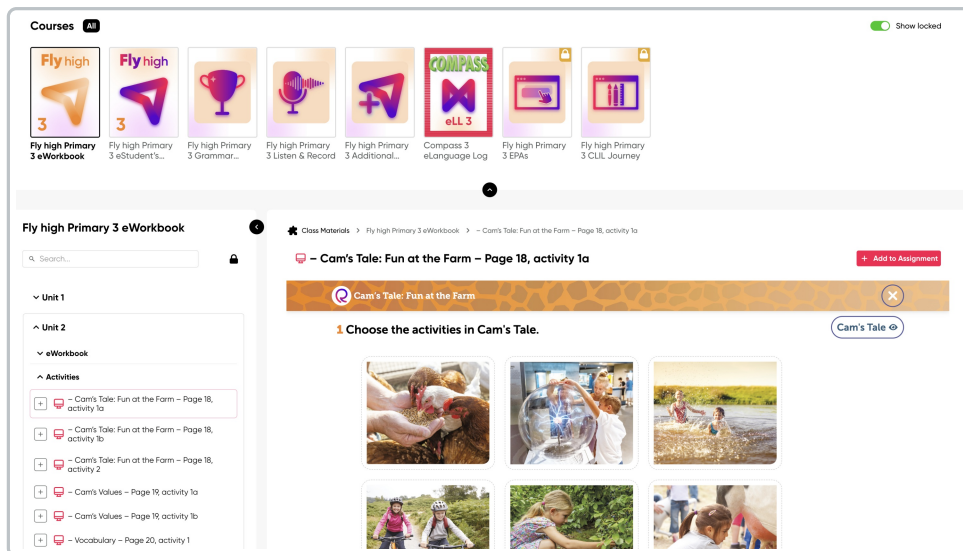 Courses All
Show locked
Fly high
3
Fly high
3
COMPASS
eLL 3
Fly high Primary
3 eWorkbook
Fly high Primary
3 eStudent's...
Fly high Primary
3 Grammar...
Fly high Primary
3 Listen & Record
Fly high Primary
3 Additional...
Compass 3
eLanguage Log
Fly high Primary
3 EPAs
Fly high Primary
3 CLIL Journey
Fly high Primary 3 eWorkbook
Search...
Unit 1
Unit 2
eWorkbook
Activities
– Cam's Tale: Fun at the Farm – Page 18,
activity 1a
– Cam's Tale: Fun at the Farm – Page 18,
activity 1b
– Cam's Tale: Fun at the Farm – Page 18,
activity 2
– Cam's Values – Page 19, activity 1a
– Cam's Values – Page 19, activity 1b
– Vocabulary – Page 20, activity 1
Class Materials > Fly high Primary 3 eWorkbook > – Cam's Tale: Fun at the Farm – Page 18, activity 1a
– Cam's Tale: Fun at the Farm – Page 18, activity 1a
+ Add to Assignment
Cam's Tale: Fun at the Farm
1 Choose the activities in Cam's Tale.
Cam's Tale